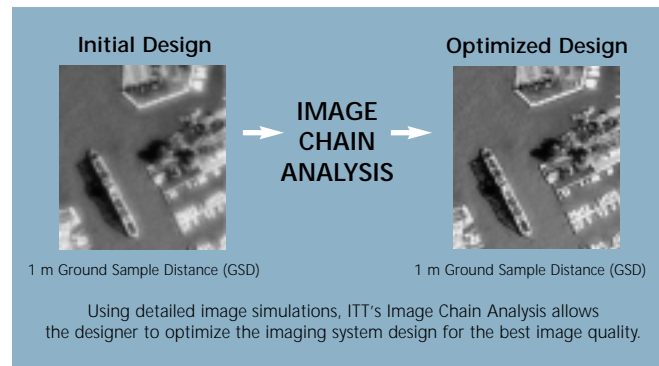 Initial Design
Optimized Design
IMAGE
CHAIN
ANALYSIS
1 m Ground Sample Distance (GSD)
1 m Ground Sample Distance (GSD)
Using detailed image simulations, ITT's Image Chain Analysis allows
the designer to optimize the imaging system design for the best image quality.